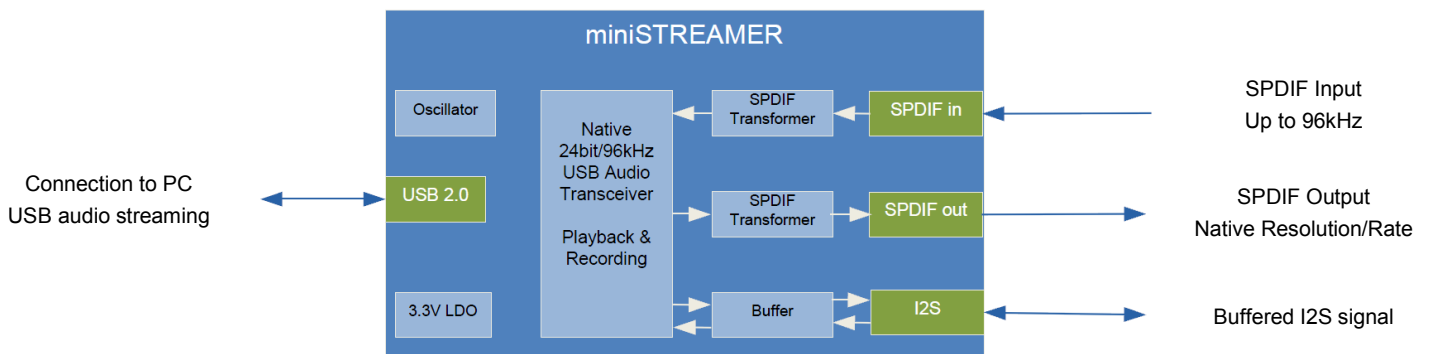 miniSTREAMER
Connection to PC
USB audio streaming
Oscillator
USB 2.0
3.3V LDO
Native
24bit/96kHz
USB Audio
Transceiver
Playback &
Recording
SPDIF
Transformer
SPDIF in
SPDIF Input
Up to 96kHz
SPDIF
Transformer
SPDIF out
SPDIF Output
Native Resolution/Rate
Buffer
I2S
Buffered I2S signal